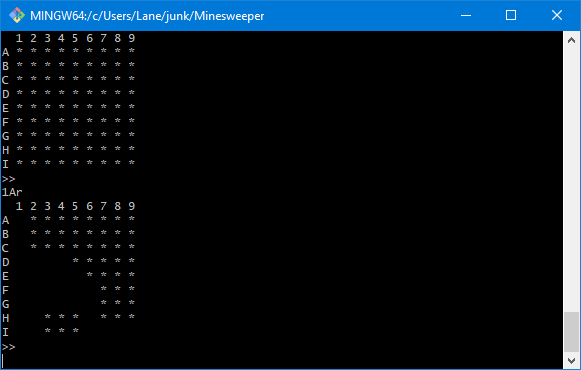 MINGW64:/c/Users/Lane/junk/Minesweeper
  1 2 3 4 5 6 7 8 9
A * * * * * * * * *
B * * * * * * * * *
C * * * * * * * * *
D * * * * * * * * *
E * * * * * * * * *
F * * * * * * * * *
G * * * * * * * * *
H * * * * * * * * *
I * * * * * * * * *
>>
1Ar
  1 2 3 4 5 6 7 8 9
A   * * * * * * * *
B   * * * * * * * *
C   * * * * * * * *
D         * * * * *
E           * * * *
F             * * *
G             * * *
H     * * *   * * *
I     * * *
>>